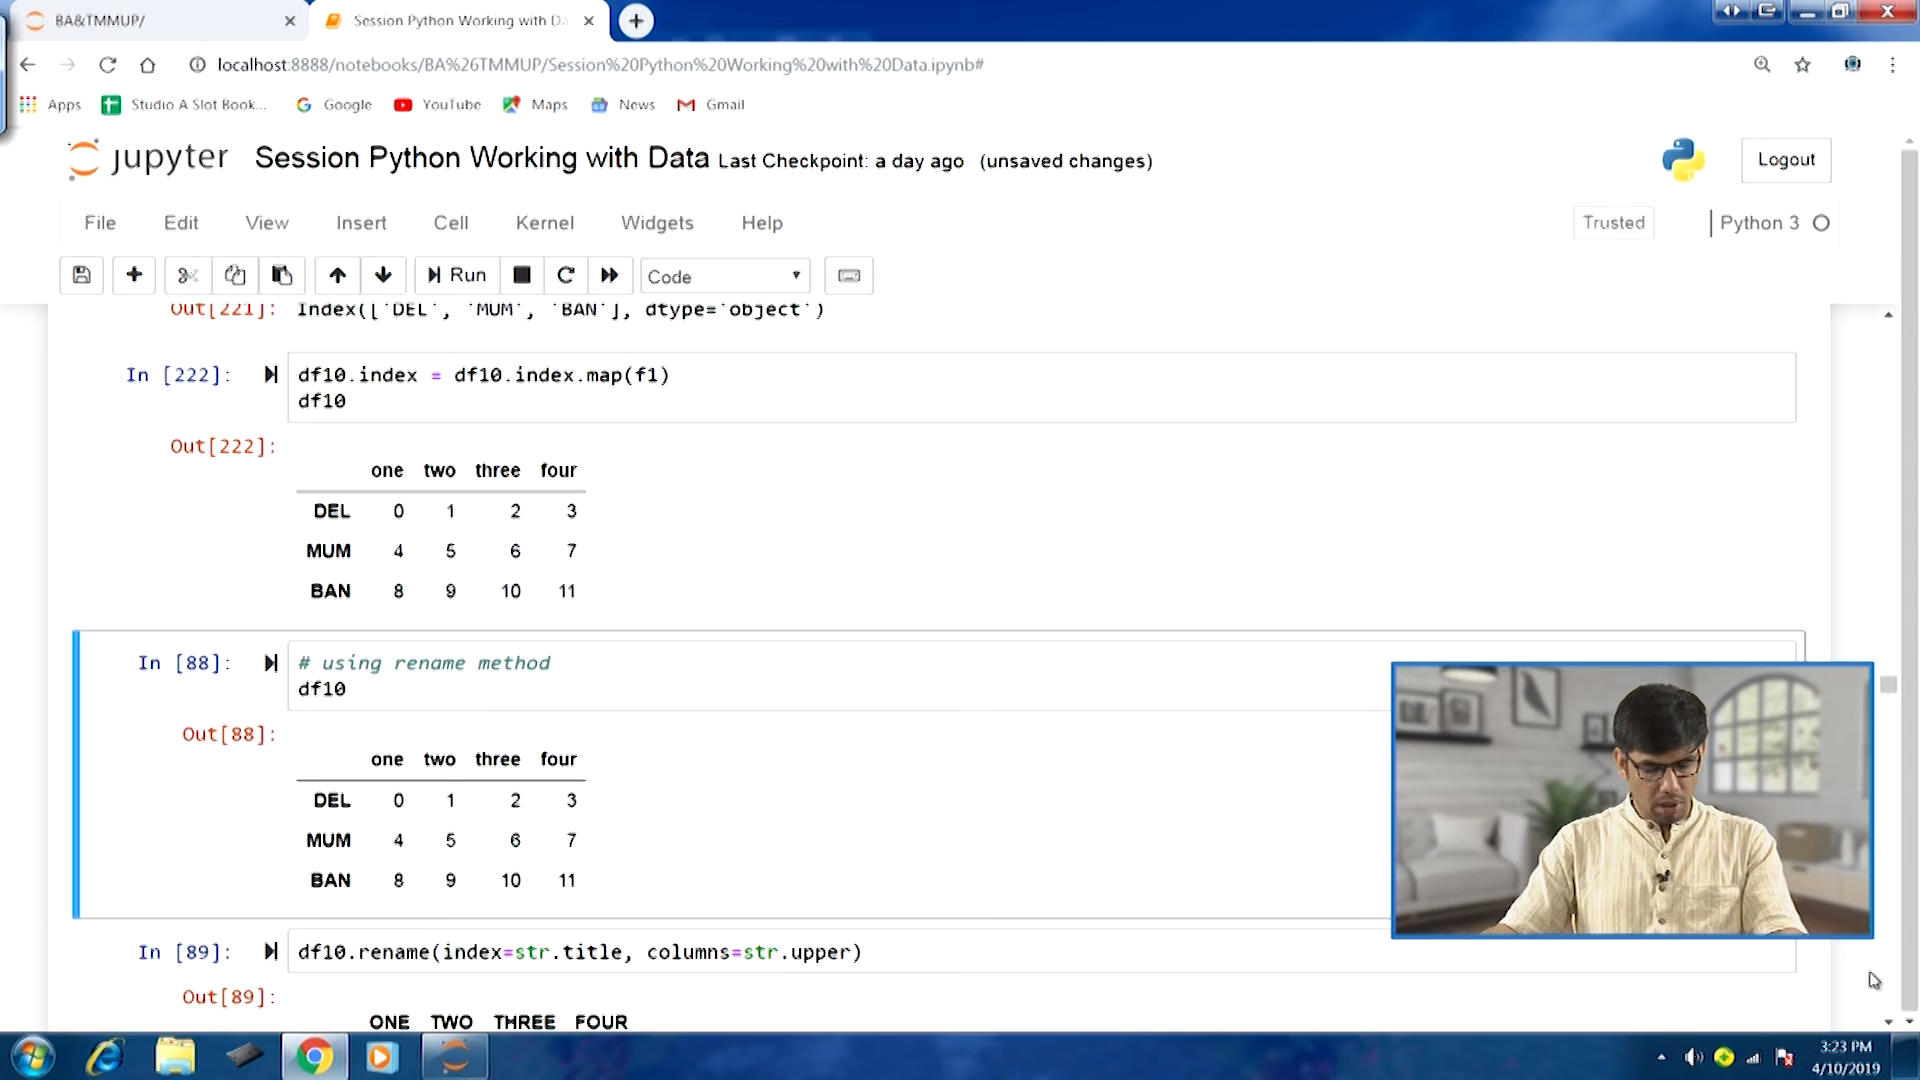 BA&TMMUP/
Session Python Working with Da
localhost:8888/notebooks/BA%26TMMUP/Session%20Python%20Working%20with%20Data.ipynb#
Apps Studio A Slot Book... Google YouTube Maps News Gmail
jupyter Session Python Working with Data Last Checkpoint: a day ago (unsaved changes)
Logout
File Edit View Insert Cell Kernel Widgets Help
Trusted Python 3
Run Code
Out[221]: Index(['DEL', 'MUM', 'BAN'], dtype='object')
In [222]: df10.index = df10.index.map(f1)
df10
Out[222]:
one two three four
DEL 0 1 2 3
MUM 4 5 6 7
BAN 8 9 10 11
In [88]: # using rename method
df10
Out[88]:
one two three four
DEL 0 1 2 3
MUM 4 5 6 7
BAN 8 9 10 11
In [89]: df10.rename(index=str.title, columns=str.upper)
Out[89]:
ONE TWO THREE FOUR
3:23 PM
4/10/2019